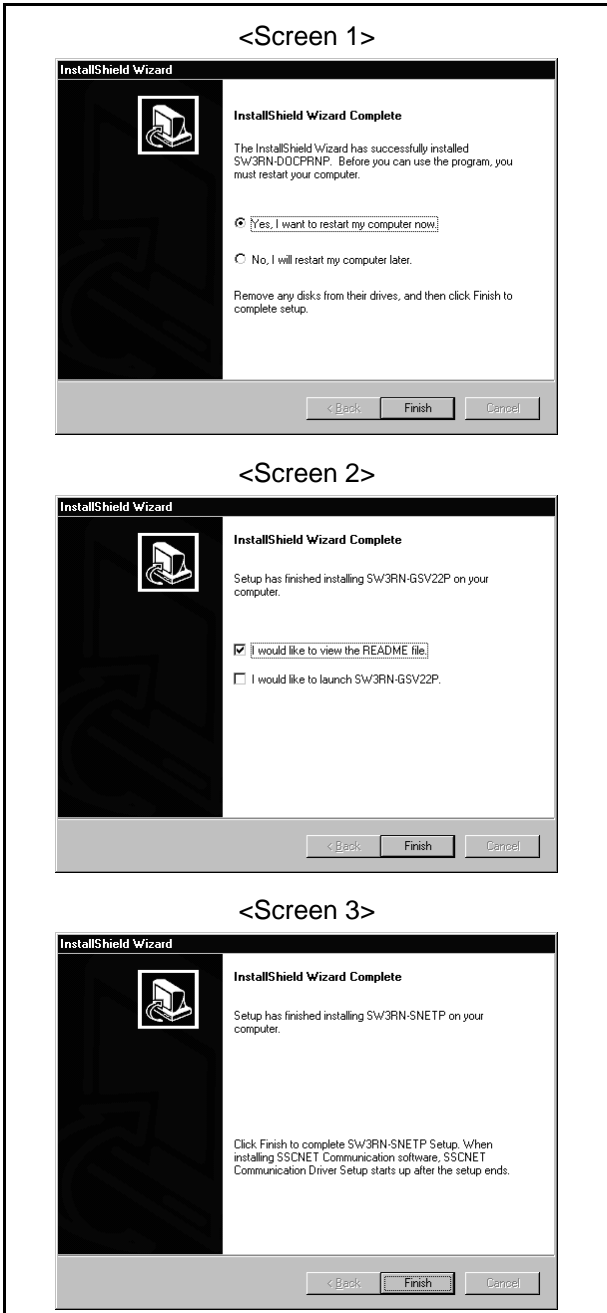 <Screen 1>
InstallShield Wizard
InstallShield Wizard Complete
The InstallShield Wizard has successfully installed
SW3RN-DOCPRNP.  Before you can use the program, you
must restart your computer.
Yes, I want to restart my computer now.
No, I will restart my computer later.
Remove any disks from their drives, and then click Finish to
complete setup.
< Back
Finish
Cancel
<Screen 2>
InstallShield Wizard
InstallShield Wizard Complete
Setup has finished installing SW3RN-GSV22P on your
computer.
I would like to view the README file.
I would like to launch SW3RN-GSV22P.
< Back
Finish
Cancel
<Screen 3>
InstallShield Wizard
InstallShield Wizard Complete
Setup has finished installing SW3RN-SNETP on your
computer.
Click Finish to complete SW3RN-SNETP Setup. When
installing SSCNET Communication software, SSCNET
Communication Driver Setup starts up after the setup ends.
< Back
Finish
Cancel